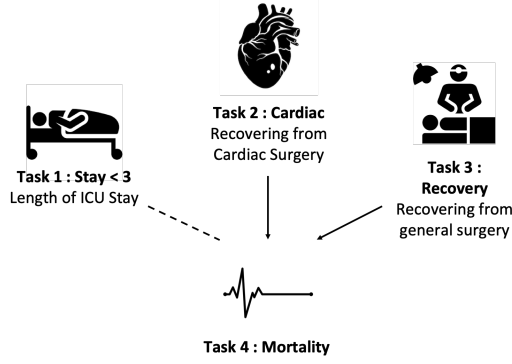 Task 2 : Cardiac
Recovering from
Cardiac Surgery
Task 1 : Stay < 3
Length of ICU Stay
Task 3 :
Recovery
Recovering from
general surgery
Task 4 : Mortality